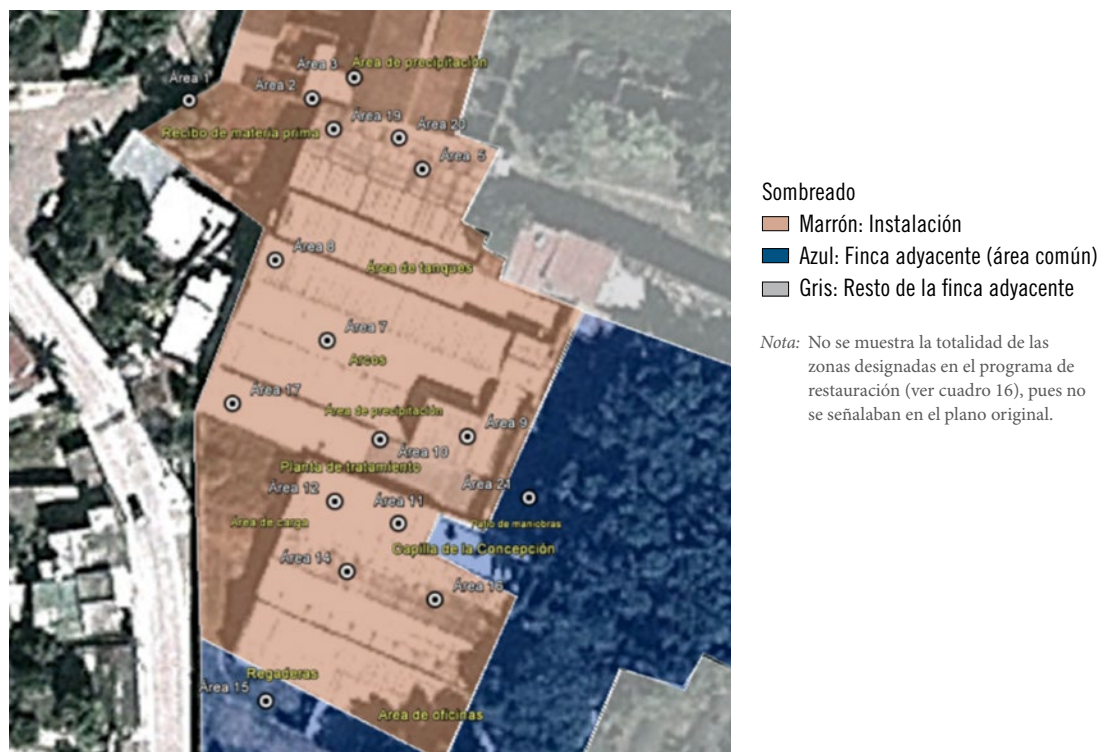 Área 3
Área de precipitación
Área 1
Área 2
Área 19
Área 20
Recibo de materia prima
Área 5
Área 8
Área de tanques
Área 7
Arcos
Área 17
Área de precipitación
Área 9
Área 10
Planta de tratamiento
Área 21
Área 12
Área 11
Área de carga
Patio de maniobras
Capilla de la Concepción
Área 14
Regaderas
Área 15
Area de oficinas
Sombreado
Marrón: Instalación
Azul: Finca adyacente (área común)
Gris: Resto de la finca adyacente
Nota: No se muestra la totalidad de las
zonas designadas en el programa de
restauración (ver cuadro 16), pues no
se señalaban en el plano original.